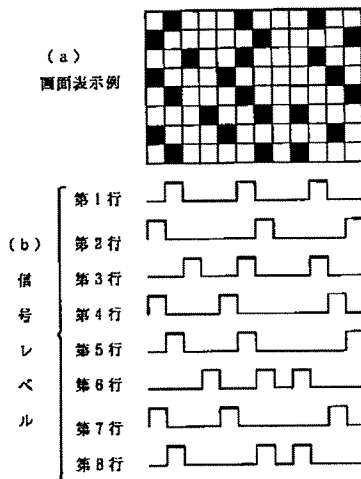 (a)
画面表示例
第1行
第2行
(b)
第3行
信
号
第4行
レ
第5行
ベ
第6行
ル
第7行
第8行